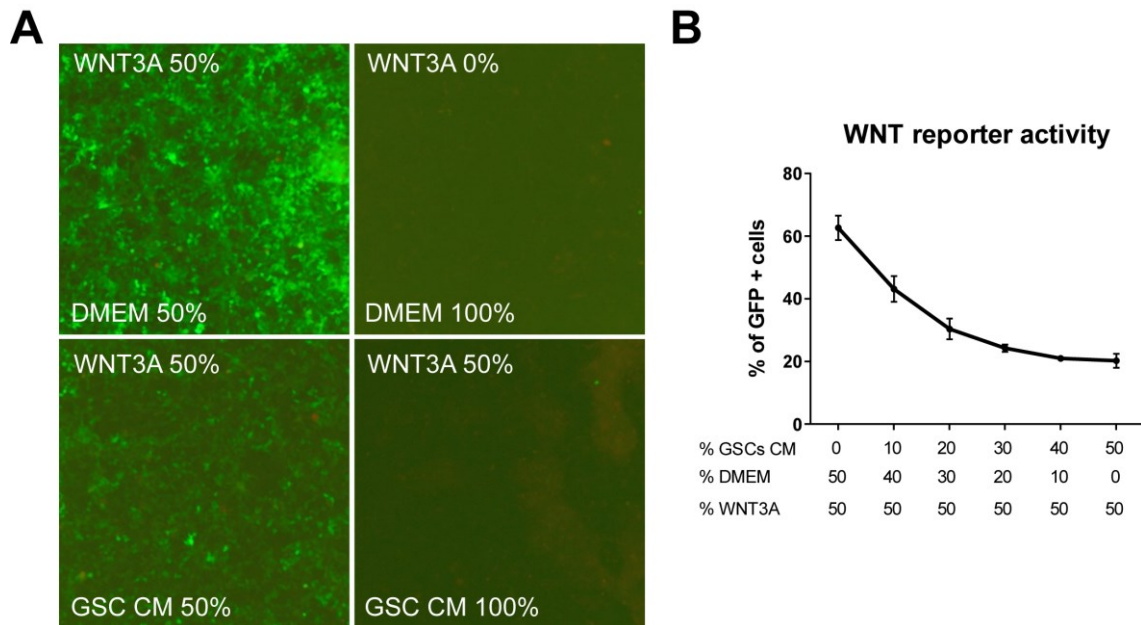 A
WNT3A 50%
DMEM 50%
WNT3A 0%
DMEM 100%
WNT3A 50%
GSC CM 50%
WNT3A 50%
GSC CM 100%
B
WNT reporter activity
% of GFP + cells
80
60
40
20
0
% GSCs CM 0 10 20 30 40 50
% DMEM 50 40 30 20 10 0
% WNT3A 50 50 50 50 50 50